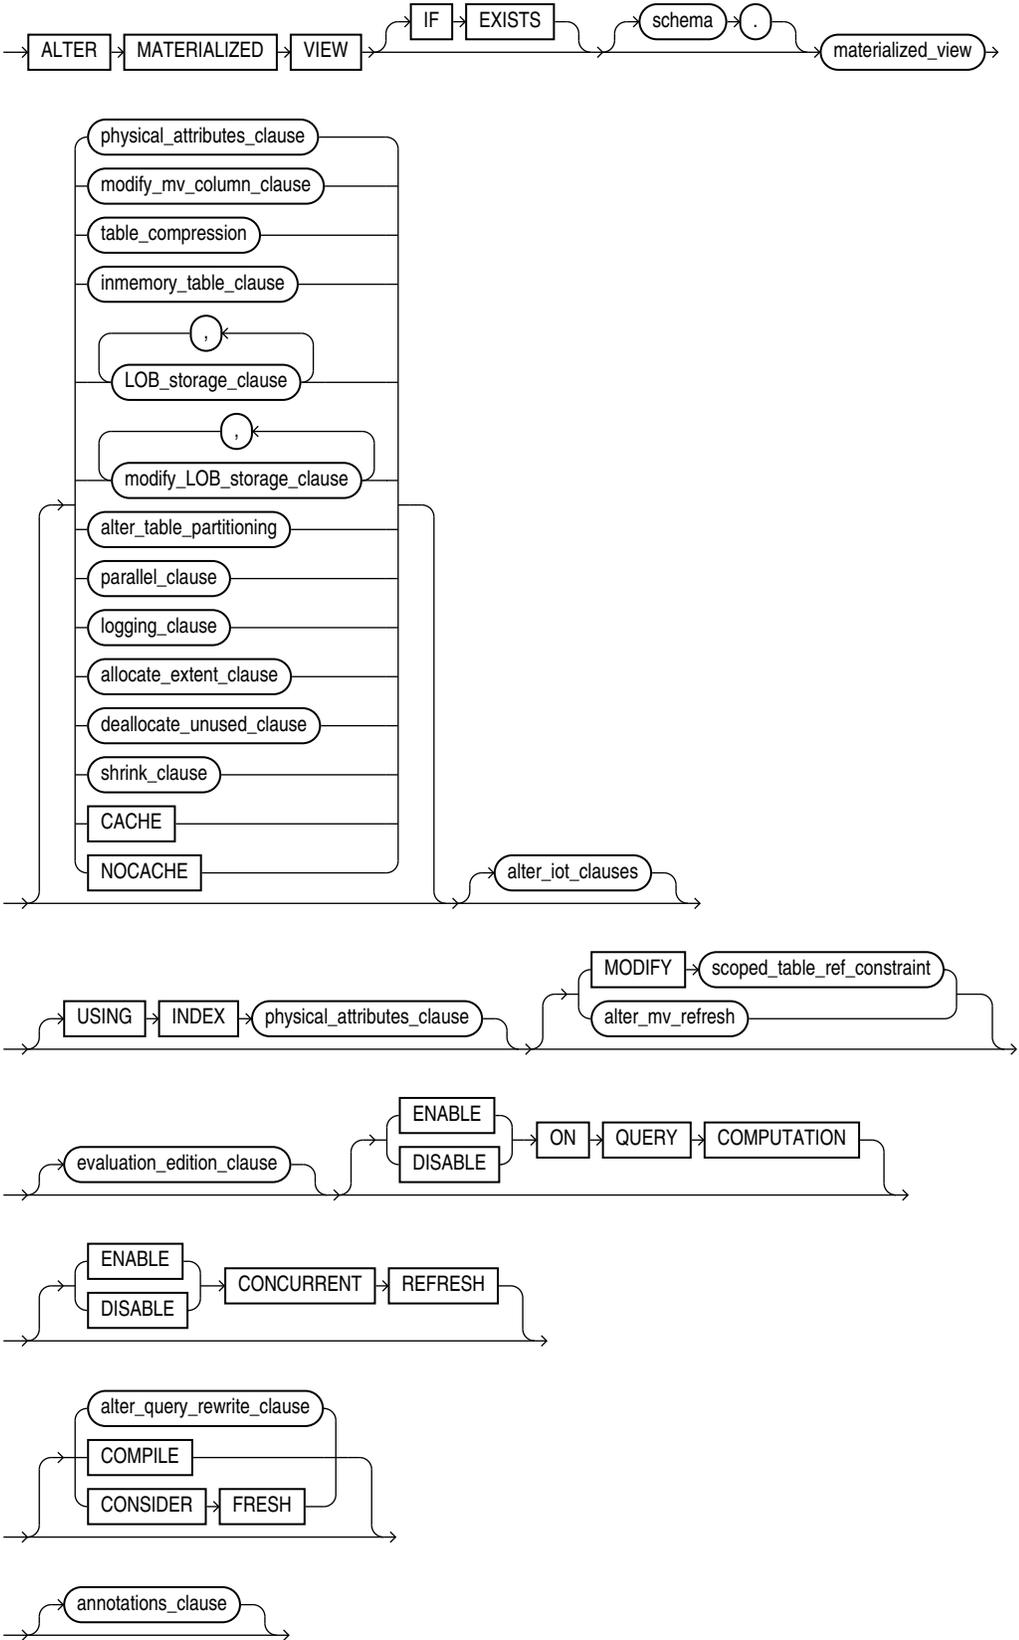 ALTER MATERIALIZED VIEW IF EXISTS schema . materialized_view
physical_attributes_clause
modify_mv_column_clause
table_compression
inmemory_table_clause
,
LOB_storage_clause
,
modify_LOB_storage_clause
alter_table_partitioning
parallel_clause
logging_clause
allocate_extent_clause
deallocate_unused_clause
shrink_clause
CACHE
NOCACHE
alter_iot_clauses
USING INDEX physical_attributes_clause
MODIFY scoped_table_ref_constraint
alter_mv_refresh
evaluation_edition_clause
ENABLE
DISABLE
ON QUERY COMPUTATION
ENABLE
DISABLE
CONCURRENT REFRESH
alter_query_rewrite_clause
COMPILE
CONSIDER FRESH
annotations_clause